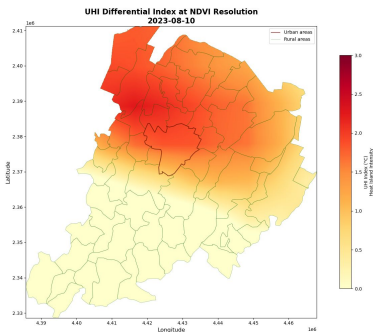 UHI Differential Index at NDVI Resolution
2023-08-10
1e6
2.41
2.40
2.39
2.38
2.37
2.36
2.35
2.34
2.33
Latitude
4.39
4.40
4.41
4.42
4.43
4.44
4.45
4.46
1e6
Longitude
Urban areas
Rural areas
3.0
2.5
2.0
1.5
1.0
0.5
0.0
UHI Index (°C)
Heat Island Intensity